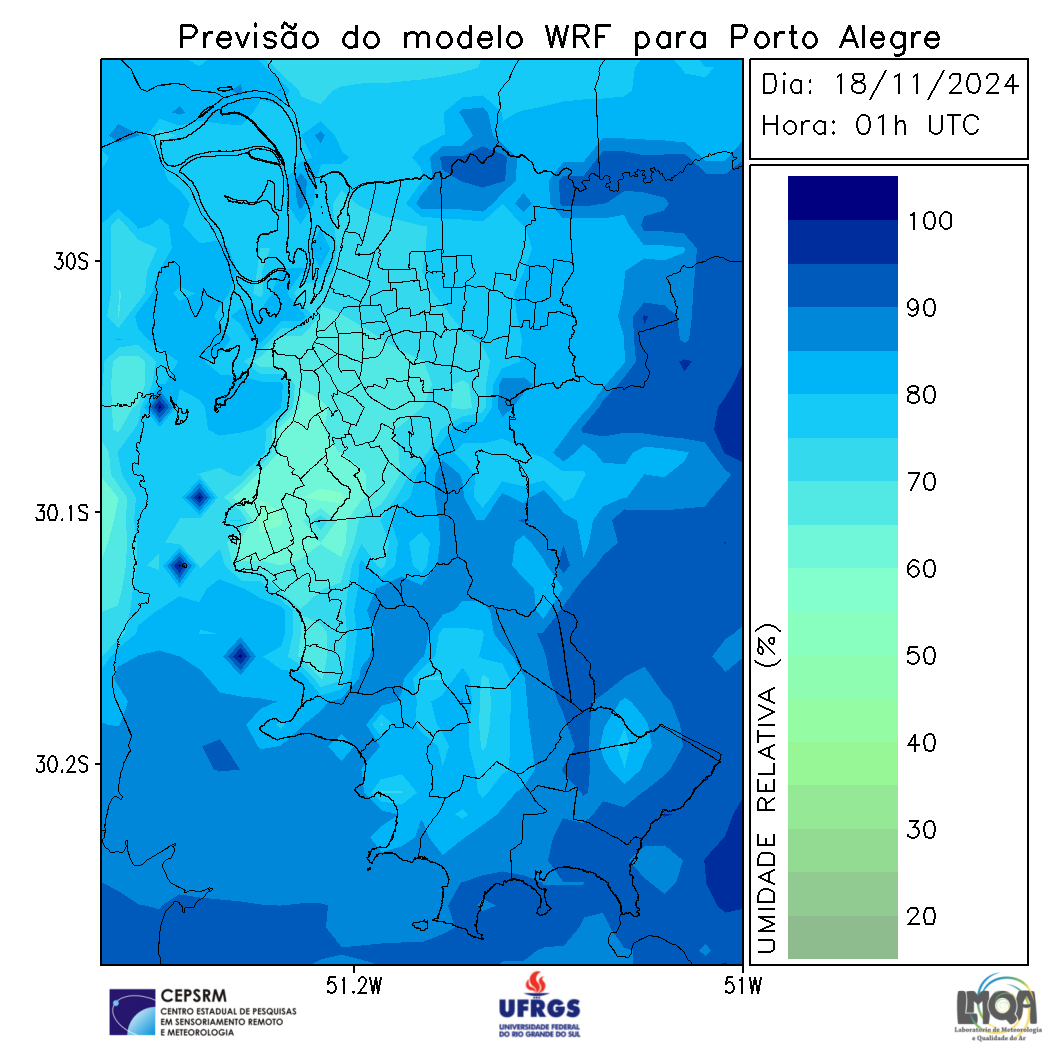 Previsão do modelo WRF para Porto Alegre
Dia: 18/11/2024
Hora: 01h UTC
30S
30.1S
30.2S
51.2W
51W
UMIDADE RELATIVA (%)
100
90
80
70
60
50
40
30
20
CEPSRM
CENTRO ESTADUAL DE PESQUISAS
EM SENSORIAMENTO REMOTO
E METEOROLOGIA
UFRGS
UNIVERSIDADE FEDERAL
DO RIO GRANDE DO SUL
LMQA
Laboratório de Meteorologia
e Qualidade do Ar